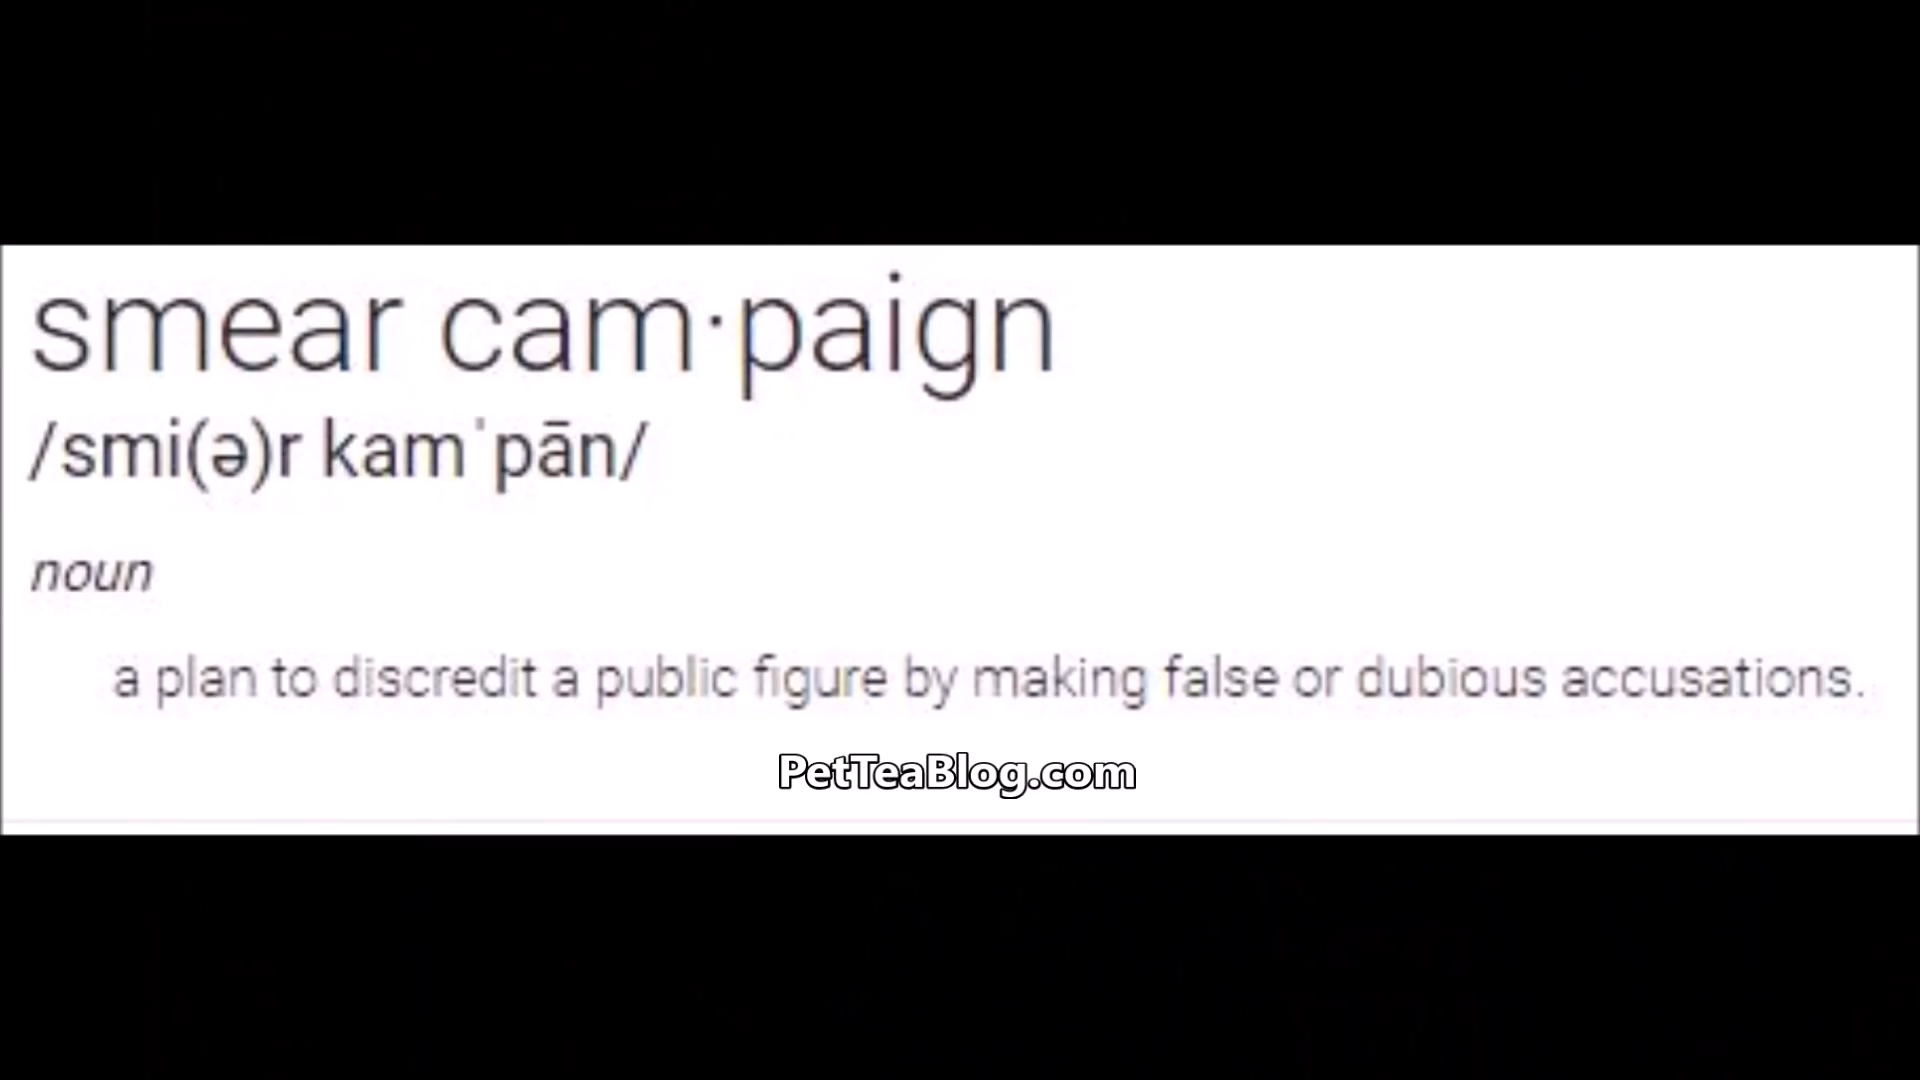 smear cam·paign
/smi(ə)r kamˈpān/
noun
a plan to discredit a public figure by making false or dubious accusations.
PetTeaBlog.com